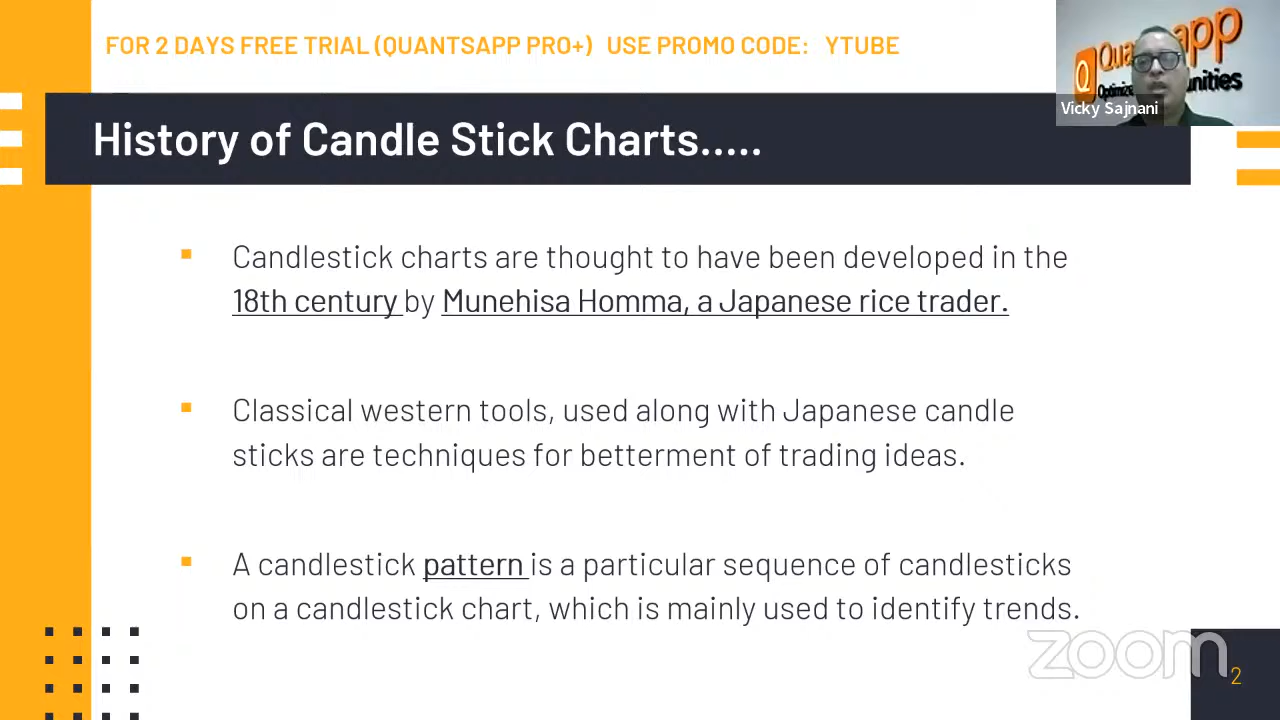 FOR 2 DAYS FREE TRIAL (QUANTSAPP PRO+) USE PROMO CODE: YTUBE
Vicky Sajnani
History of Candle Stick Charts.....
Candlestick charts are thought to have been developed in the
18th century by Munehisa Homma, a Japanese rice trader.
Classical western tools, used along with Japanese candle
sticks are techniques for betterment of trading ideas.
A candlestick pattern is a particular sequence of candlesticks
on a candlestick chart, which is mainly used to identify trends.
zoom
2